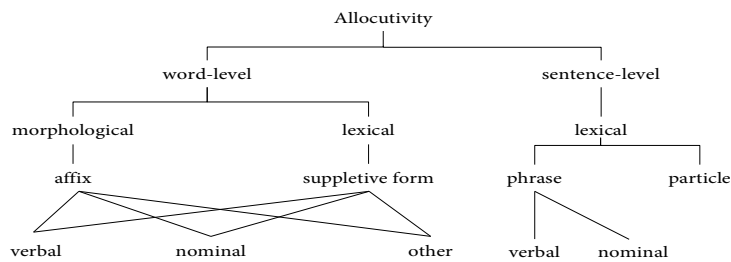 Allocutivity
word-level sentence-level
morphological lexical lexical
affix suppletive form phrase particle
verbal nominal other verbal nominal